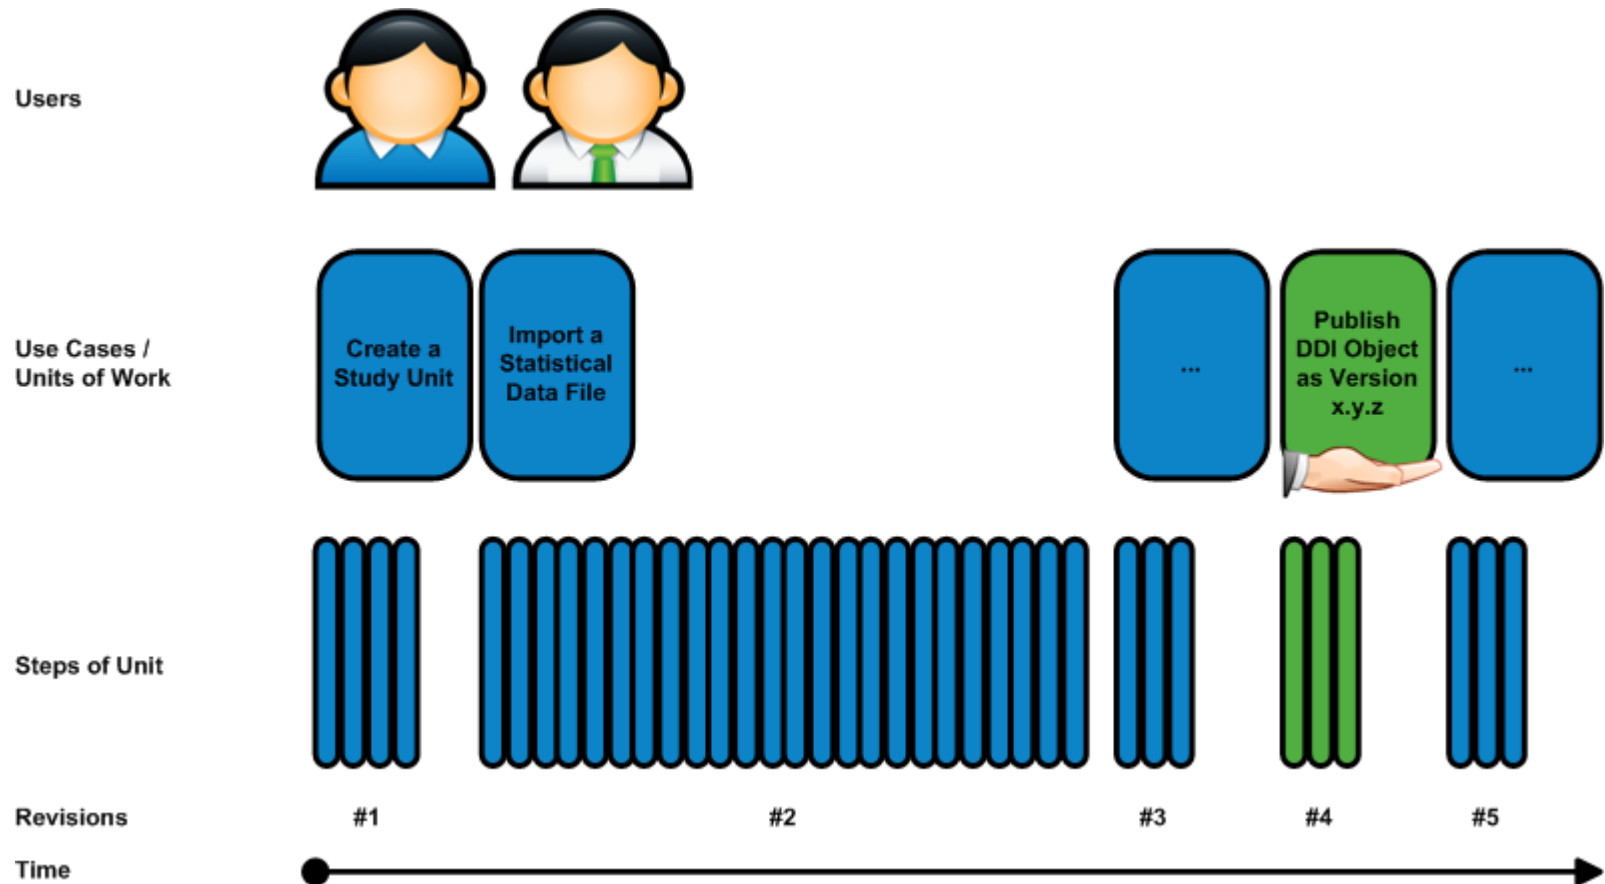 Users
Use Cases /
Units of Work
Create a
Study Unit
Import a
Statistical
Data File
...
Publish
DDI Object
as Version
x.y.z
...
Steps of Unit
Revisions
#1
#2
#3
#4
#5
Time